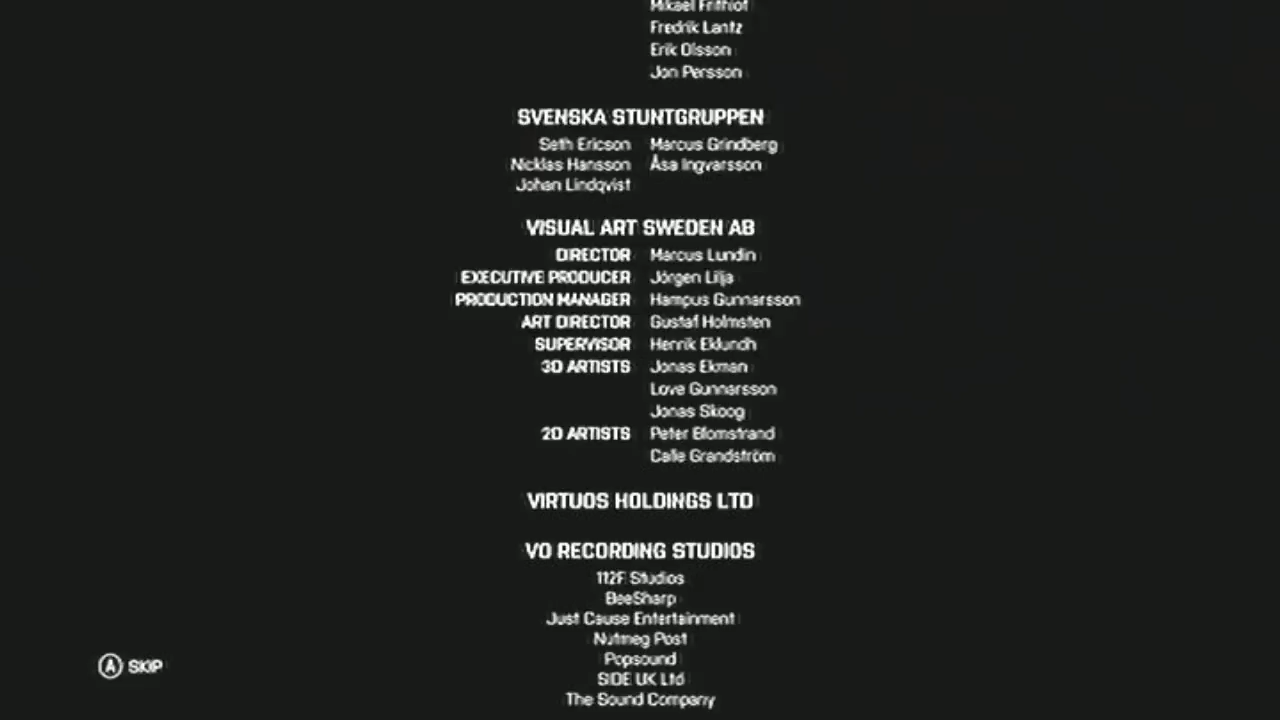 Mikael Frithiof
Fredrik Lantz
Erik Olsson
Jon Persson
SVENSKA STUNTGRUPPEN
Seth Ericson Marcus Grindberg
Nicklas Hansson Åsa Ingvarsson
Johan Lindqvist
VISUAL ART SWEDEN AB
DIRECTOR Marcus Lundin
EXECUTIVE PRODUCER Jörgen Lilja
PRODUCTION MANAGER Hampus Gunnarsson
ART DIRECTOR Gustaf Holmsten
SUPERVISOR Henrik Eklundh
3D ARTISTS Jonas Ekman
Love Gunnarsson
Jonas Skoog
2D ARTISTS Peter Blomstrand
Calle Grandström
VIRTUOS HOLDINGS LTD
VO RECORDING STUDIOS
112F Studios
BeeSharp
Just Cause Entertainment
Nutmeg Post
Popsound
A SKIP
SIDE UK Ltd
The Sound Company